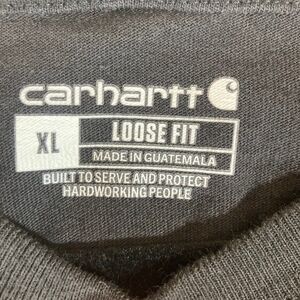 carhartt
XL
LOOSE FIT
MADE IN GUATEMALA
BUILT TO SERVE AND PROTECT
HARDWORKING PEOPLE